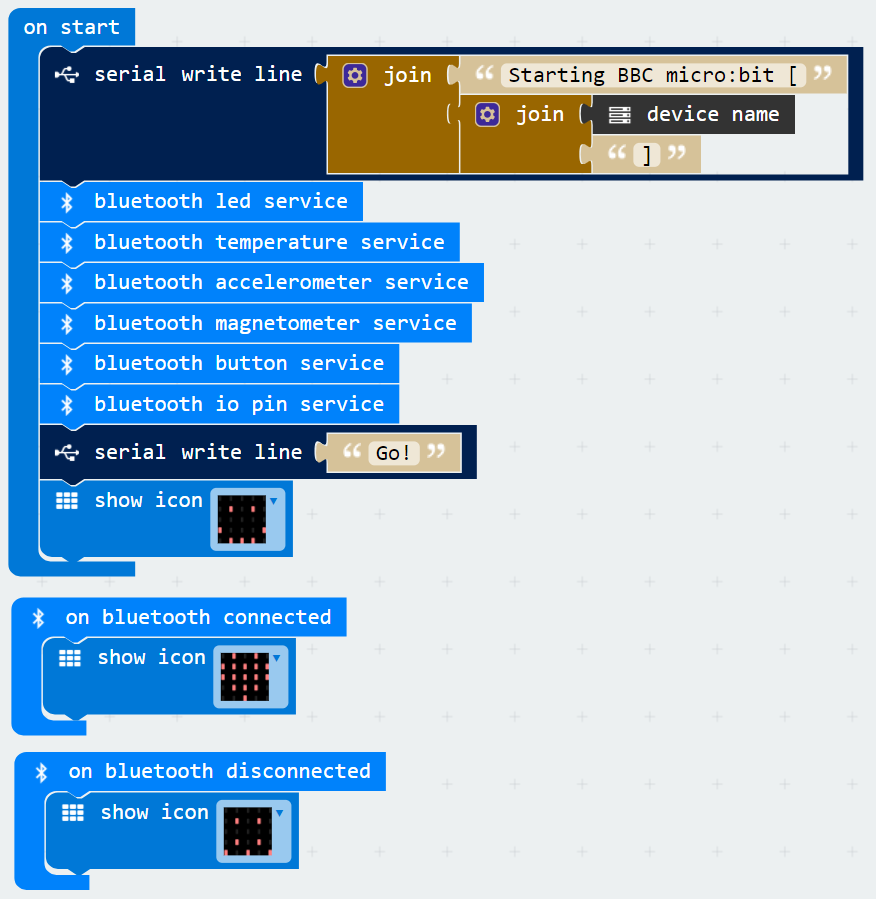 on start
serial write line join “ Starting BBC micro:bit [ ”
join device name
“ ] ”
bluetooth led service
bluetooth temperature service
bluetooth accelerometer service
bluetooth magnetometer service
bluetooth button service
bluetooth io pin service
serial write line “ Go! ”
show icon
on bluetooth connected
show icon
on bluetooth disconnected
show icon